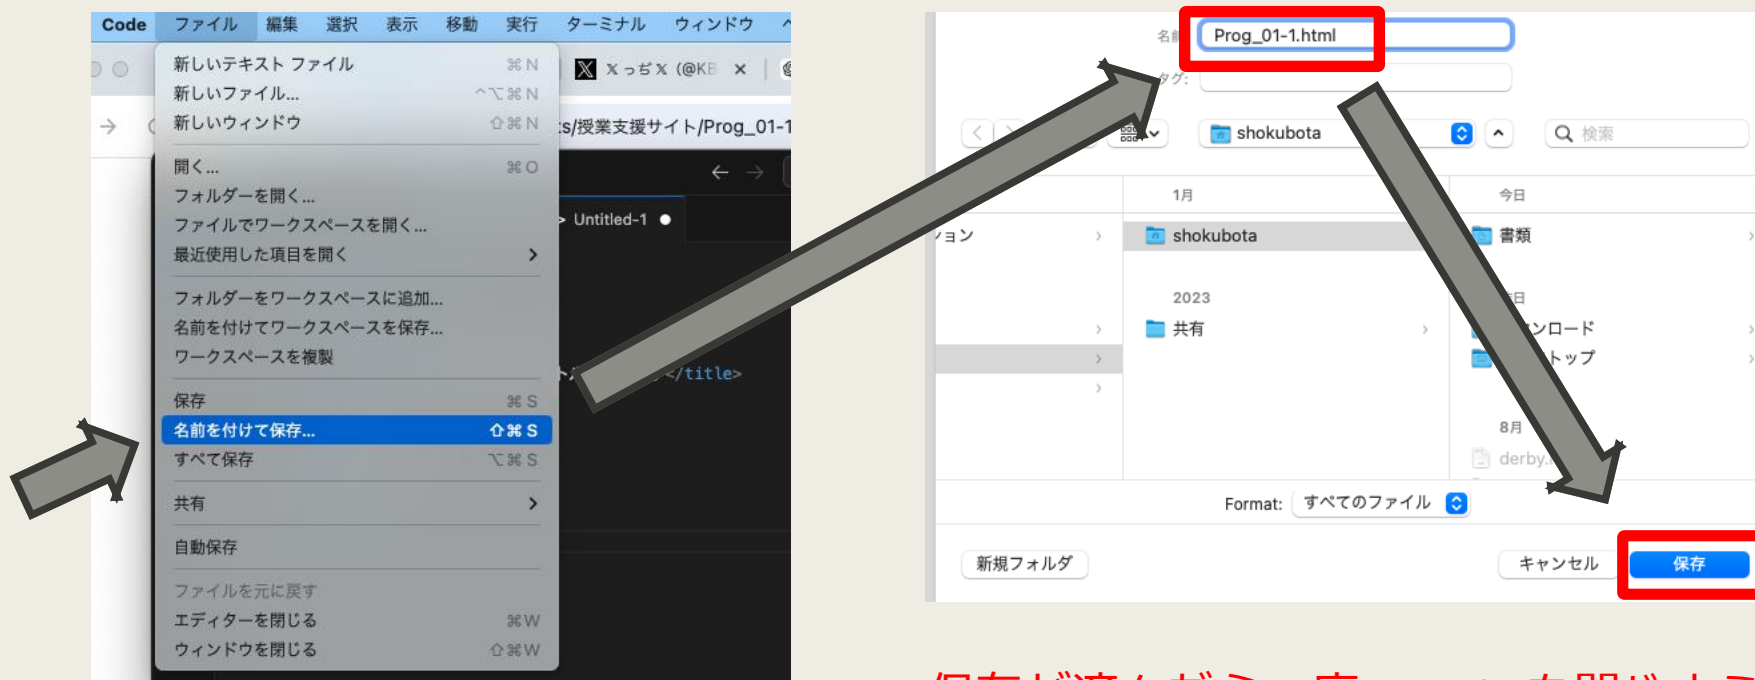 Code ファイル 編集 選択 表示 移動 実行 ターミナル ウィンドウ
新しいテキスト ファイル ⌘N
新しいファイル... ^⌥⌘N
新しいウィンドウ ⇧⌘N
開く... ⌘O
フォルダーを開く...
ファイルでワークスペースを開く...
最近使用した項目を開く >
フォルダーをワークスペースに追加...
名前を付けてワークスペースを保存...
ワークスペースを複製
保存 ⌘S
名前を付けて保存... ⇧⌘S
すべて保存 ⌥⌘S
共有 >
自動保存
ファイルを元に戻す
エディターを閉じる ⌘W
ウィンドウを閉じる ⇧⌘W
X XっぢX (@KB ×
s/授業支援サイト/Prog_01-1
← →
> Untitled-1 ●
</title>
Prog_01-1.html
タグ:
shokubota
検索
1月 今日
ション > shokubota 書類 >
2023
共有 >
derby.
8月
Format: すべてのファイル
新規フォルダ キャンセル 保存